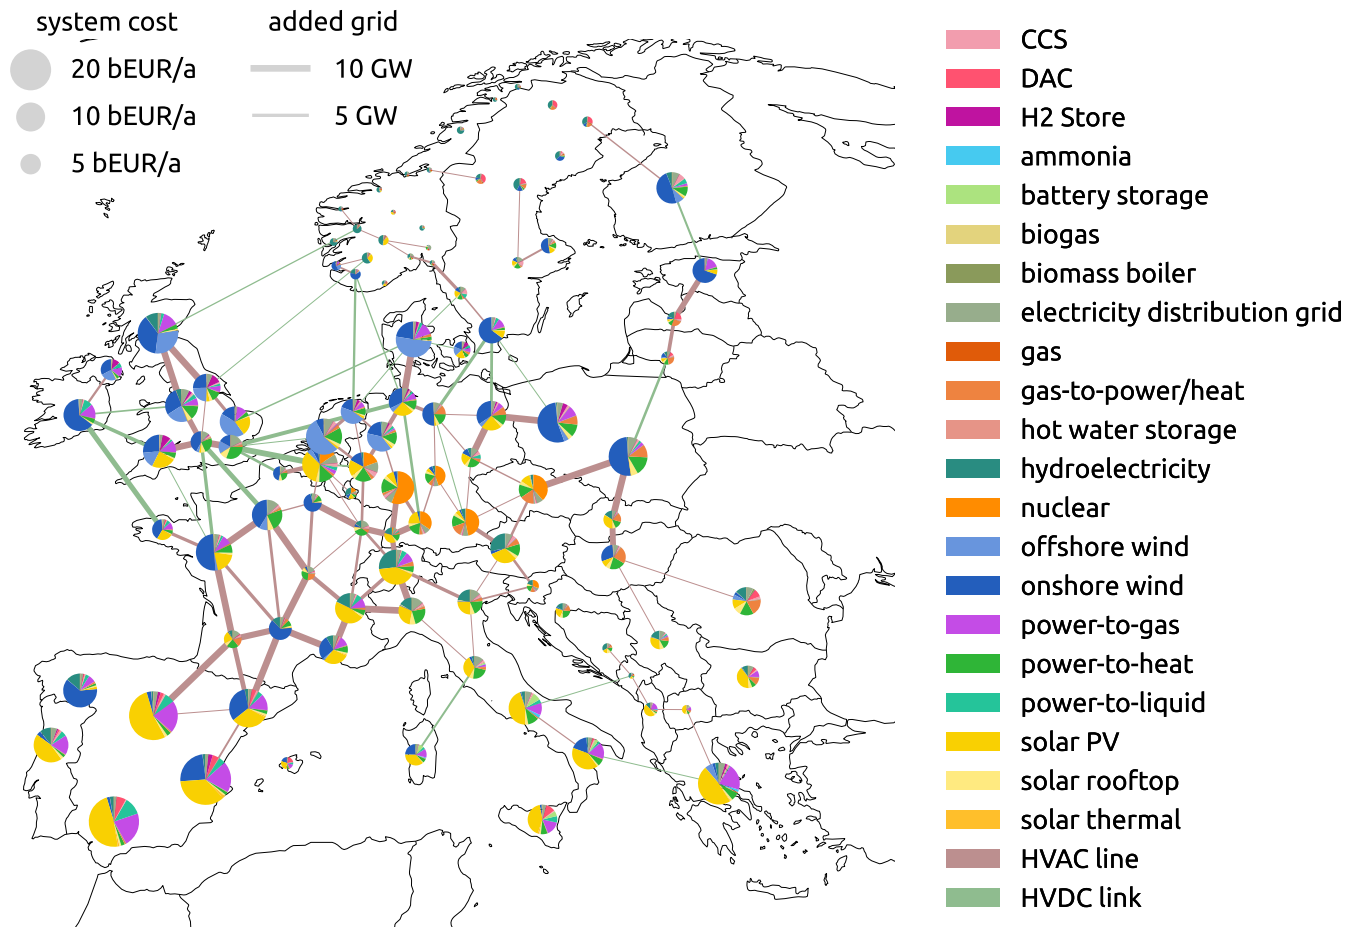 system cost
20 bEUR/a
10 bEUR/a
5 bEUR/a
added grid
10 GW
5 GW
CCS
DAC
H2 Store
ammonia
battery storage
biogas
biomass boiler
electricity distribution grid
gas
gas-to-power/heat
hot water storage
hydroelectricity
nuclear
offshore wind
onshore wind
power-to-gas
power-to-heat
power-to-liquid
solar PV
solar rooftop
solar thermal
HVAC line
HVDC link